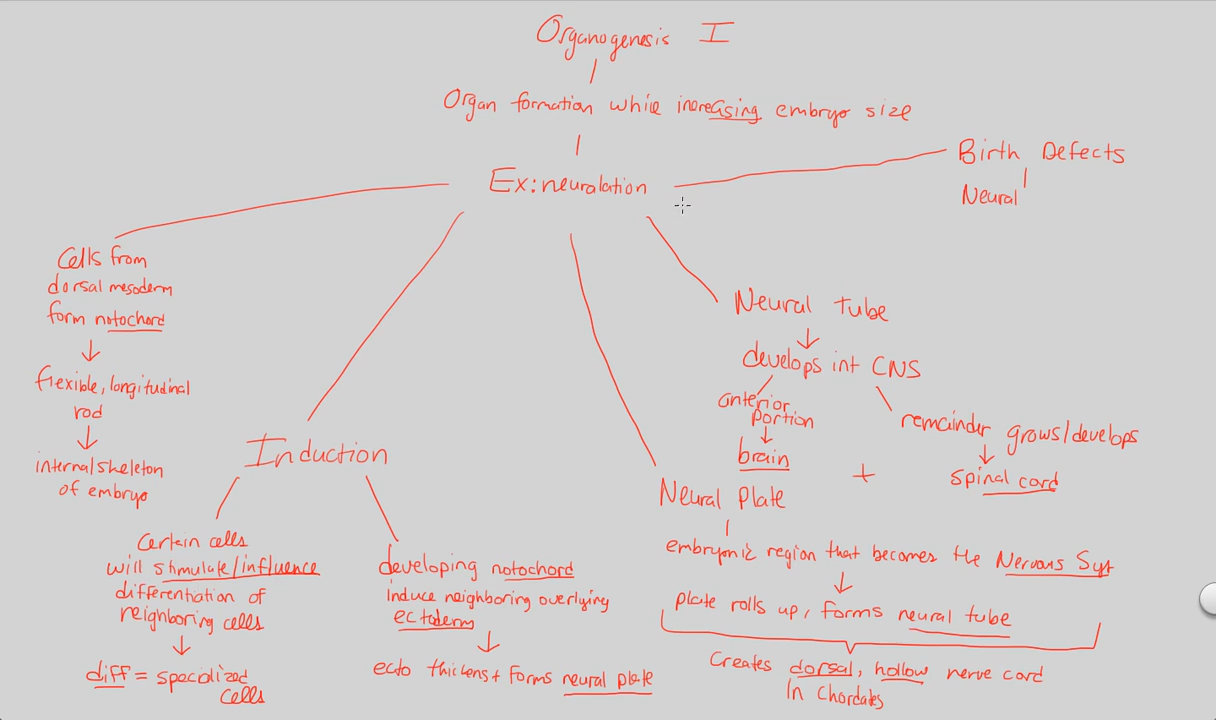 Organogenesis I
Organ formation while increasing embryo size
Ex: neuralation
Birth Defects
Neural
Cells from
dorsal mesoderm
form notochord
flexible, longitudinal
rod
internal skeleton
of embryo
Induction
Certain cells
will stimulate/influence
differentiation of
neighboring cells
diff = specialized
cells
developing notochord
induce neighboring overlying
ectoderm
ecto thickens + forms neural plate
Neural Tube
develops int CNS
anterior
portion
brain
+
remainder grows/develops
spinal cord
Neural Plate
embryonic region that becomes the Nervous Syst
plate rolls up, forms neural tube
Creates dorsal, hollow nerve cord
In Chordates